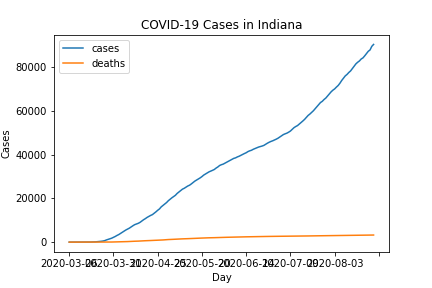 COVID-19 Cases in Indiana
cases
deaths
80000
60000
40000
20000
0
Cases
2020-03-06 2020-03-31 2020-04-25 2020-05-20 2020-06-14 2020-07-09 2020-08-03
Day